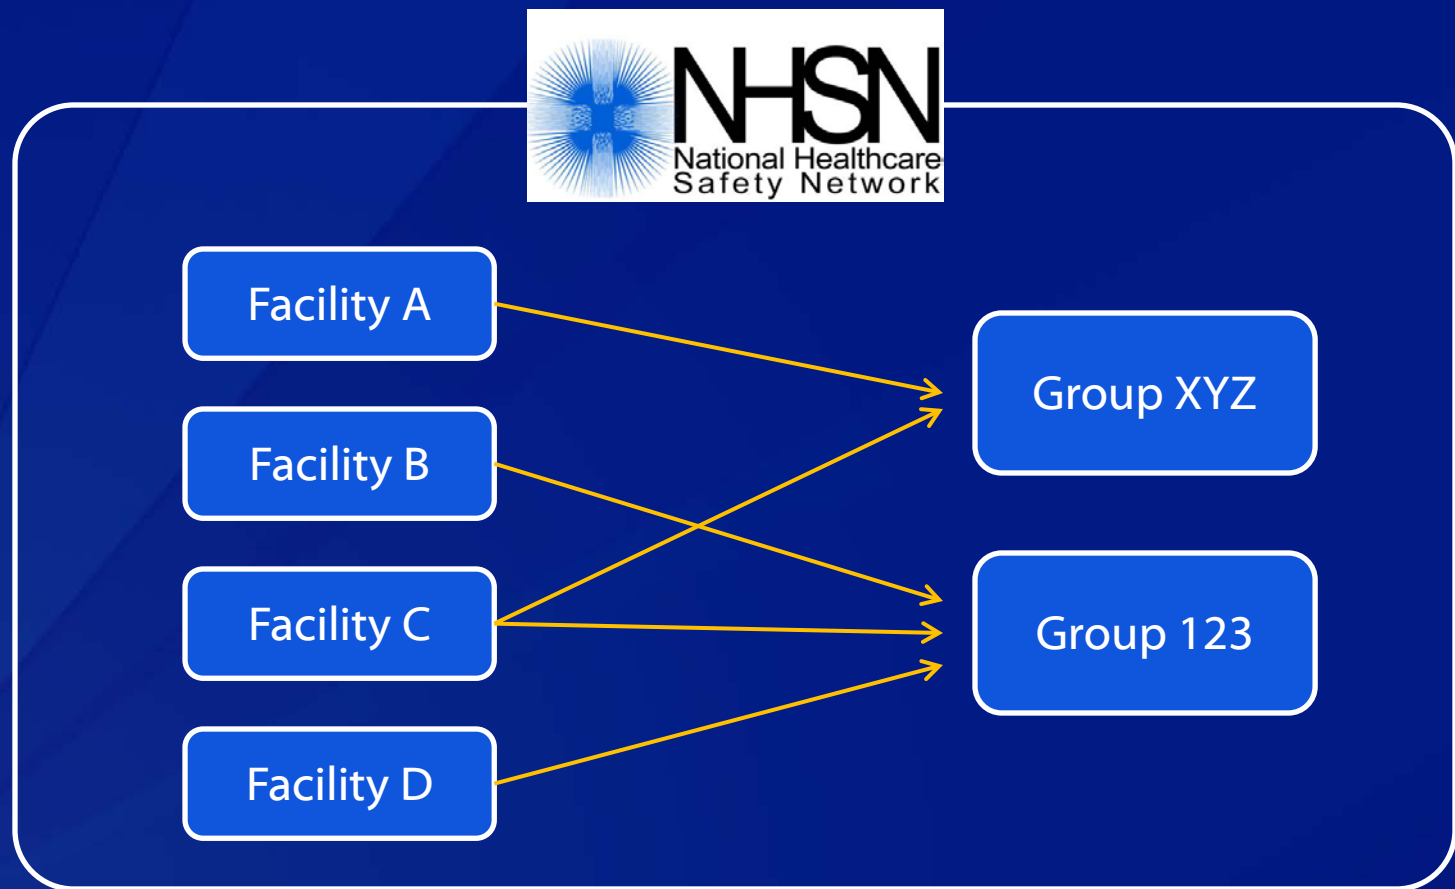 NHSN
National Healthcare
Safety Network
Facility A
Group XYZ
Facility B
Facility C
Group 123
Facility D